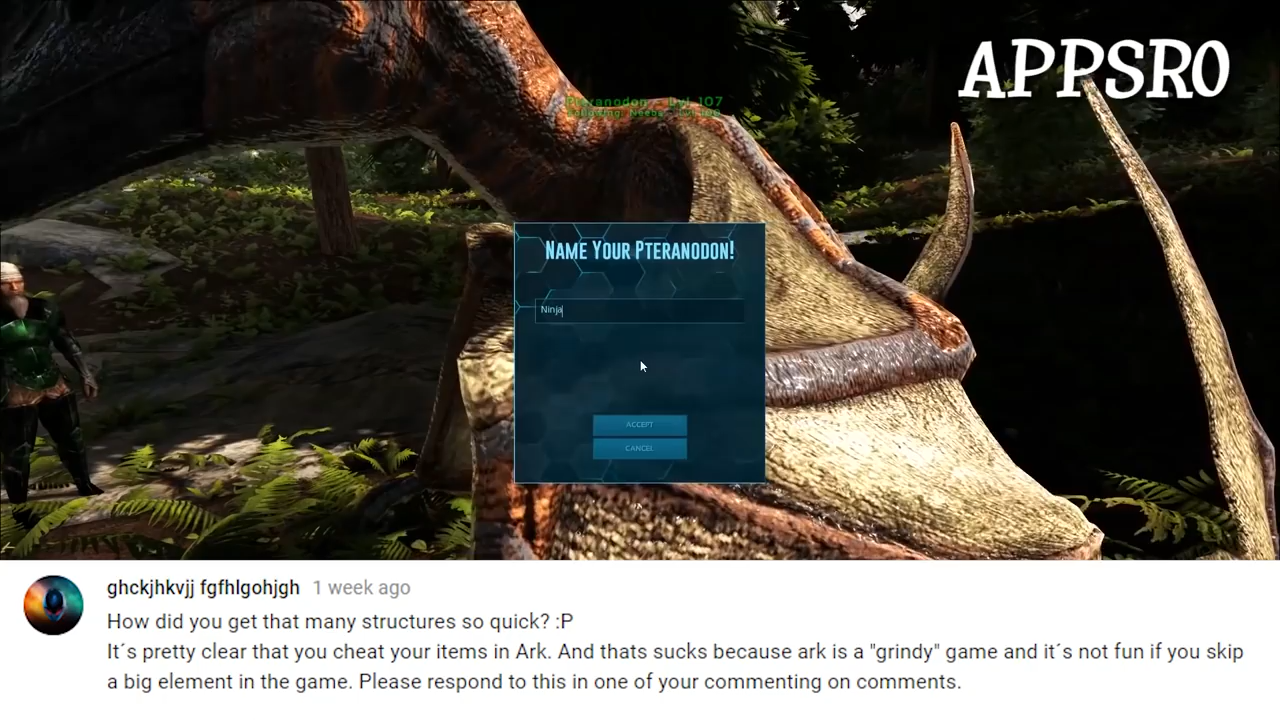 APPSRO
Pteranodon - Lvl 107
NAME YOUR PTERANODON!
Ninja
ACCEPT
CANCEL
ghckjhkvjj fgfhlgohjgh 1 week ago
How did you get that many structures so quick? :P
It´s pretty clear that you cheat your items in Ark. And thats sucks because ark is a "grindy" game and it´s not fun if you skip
a big element in the game. Please respond to this in one of your commenting on comments.